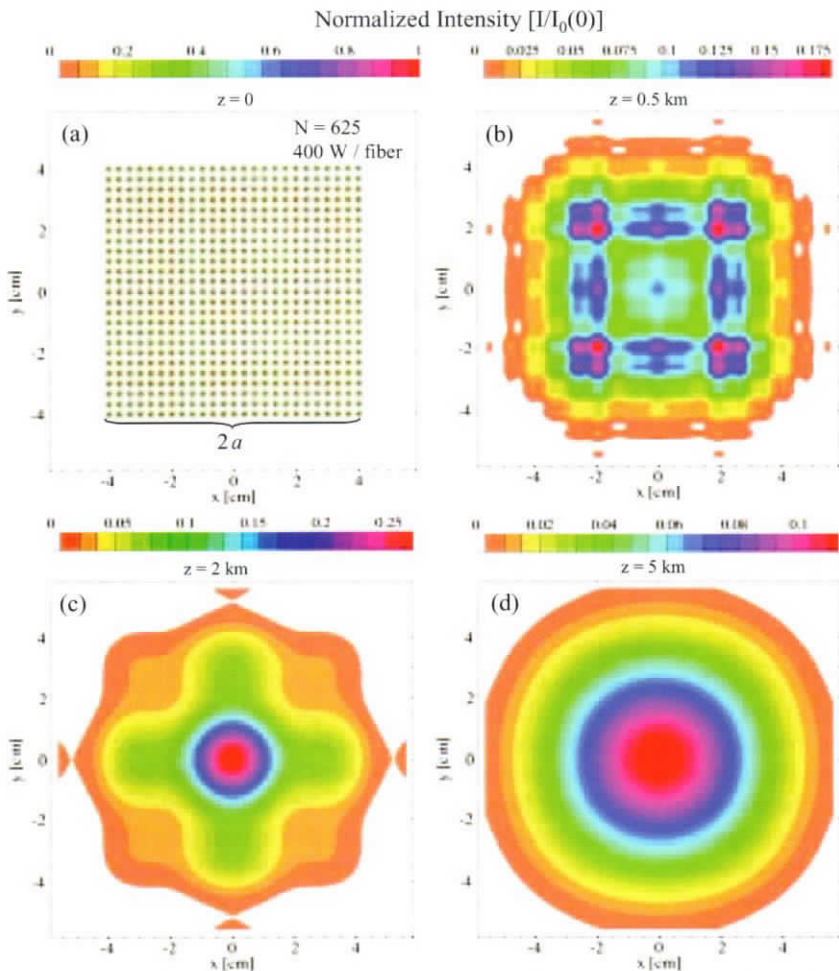 Normalized Intensity [I/I₀(0)]
0 0.2 0.4 0.6 0.8 1
z = 0
(a)
N = 625
400 W / fiber
4
2
0
-2
-4
y [cm]
2 a
-4 -2 0 2 4
x [cm]
0 0.025 0.05 0.075 0.1 0.125 0.15 0.175
z = 0.5 km
(b)
4
2
0
-2
-4
y [cm]
-4 -2 0 2 4
x [cm]
0 0.05 0.1 0.15 0.2 0.25
z = 2 km
(c)
4
2
0
-2
-4
y [cm]
-4 -2 0 2 4
x [cm]
0 0.02 0.04 0.06 0.08 0.1
z = 5 km
(d)
4
2
0
-2
-4
y [cm]
-4 -2 0 2 4
x [cm]